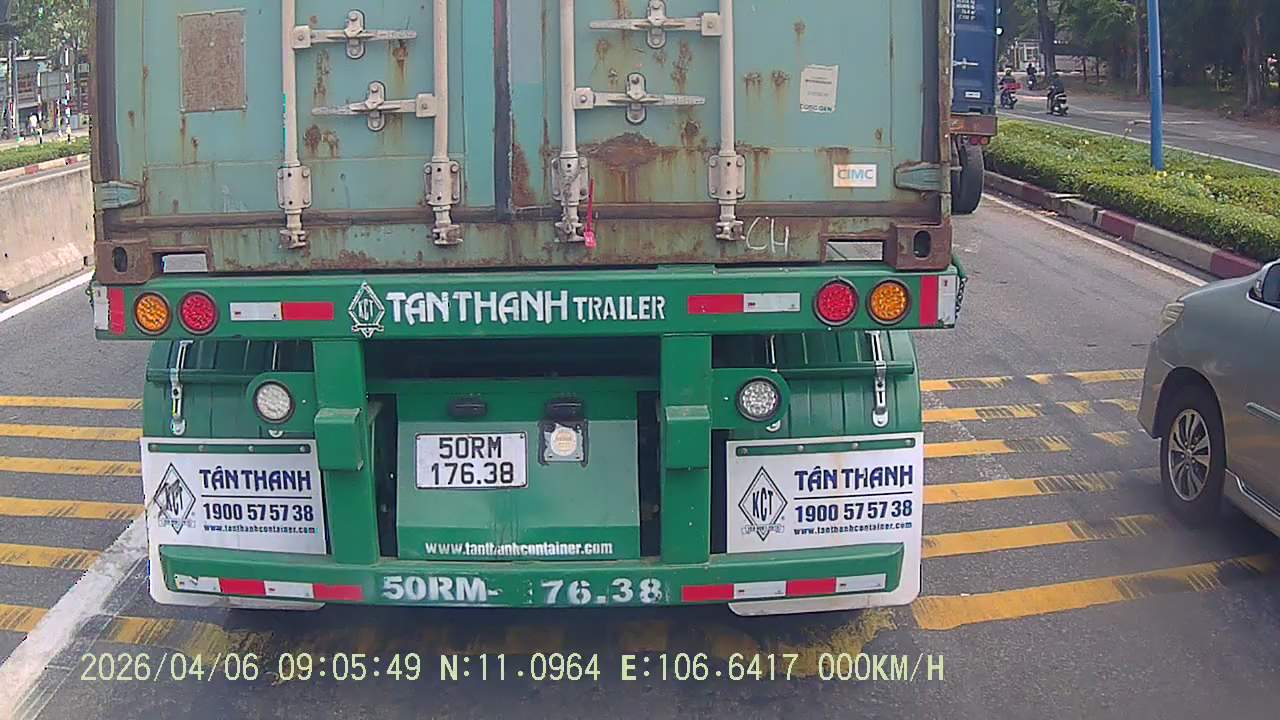 CIMC
C4
KCT
TANTHANH TRAILER
50RM
176.38
KCT
TÂN THANH
1900 57 57 38
www.tanthanhcontainer.com
KCT
TÂN THANH
1900 57 57 38
www.tanthanhcontainer.com
www.tanthanhcontainer.com
50RM- 76.38
2026/04/06 09:05:49 N:11.0964 E:106.6417 000KM/H